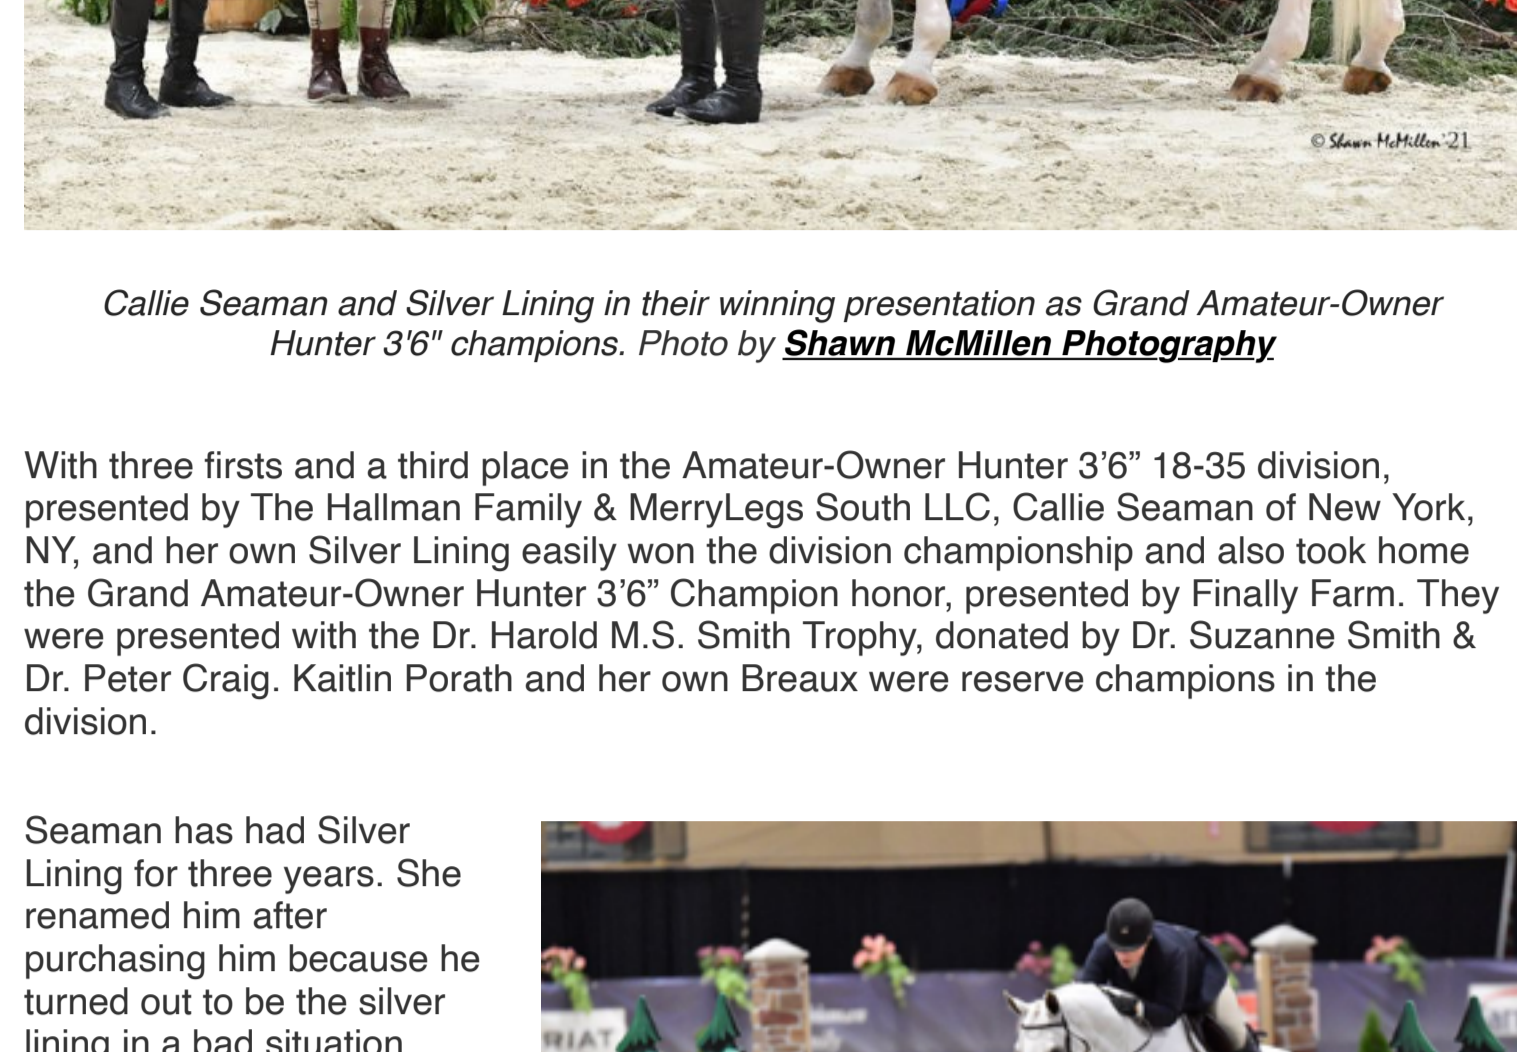 © Shawn McMillen '21
Callie Seaman and Silver Lining in their winning presentation as Grand Amateur-Owner
Hunter 3'6" champions. Photo by Shawn McMillen Photography
With three firsts and a third place in the Amateur-Owner Hunter 3’6” 18-35 division,
presented by The Hallman Family & MerryLegs South LLC, Callie Seaman of New York,
NY, and her own Silver Lining easily won the division championship and also took home
the Grand Amateur-Owner Hunter 3’6” Champion honor, presented by Finally Farm. They
were presented with the Dr. Harold M.S. Smith Trophy, donated by Dr. Suzanne Smith &
Dr. Peter Craig. Kaitlin Porath and her own Breaux were reserve champions in the
division.
Seaman has had Silver
Lining for three years. She
renamed him after
purchasing him because he
turned out to be the silver
lining in a bad situation
RIAT